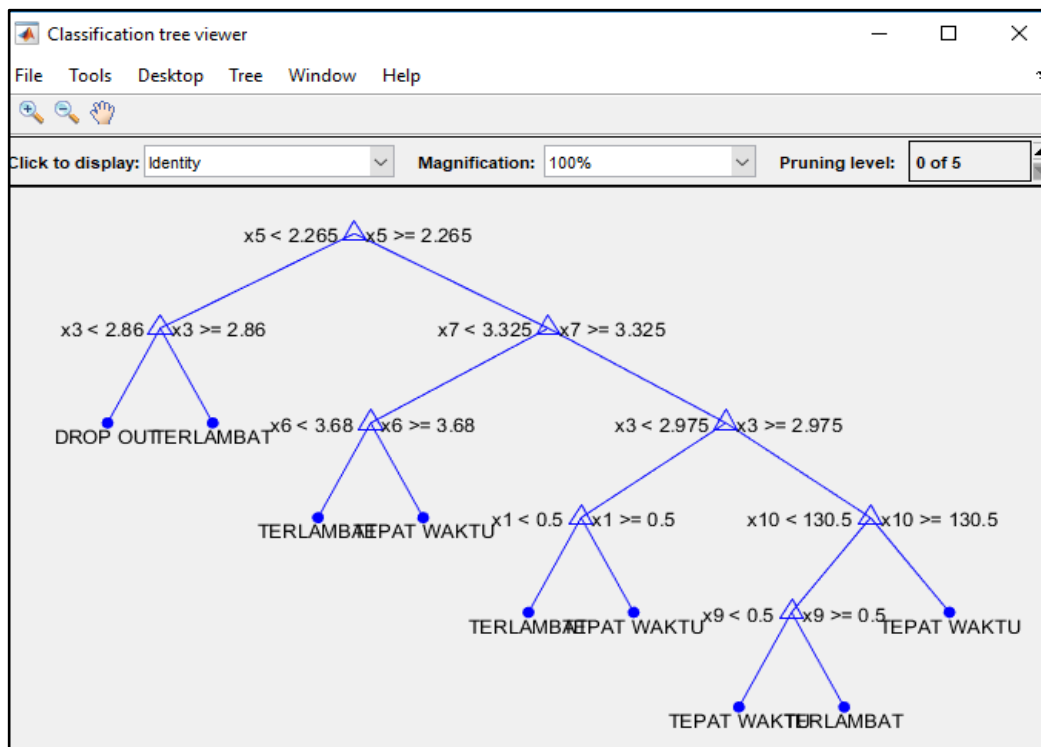 Classification tree viewer
File Tools Desktop Tree Window Help
Click to display: Identity Magnification: 100% Pruning level: 0 of 5
x5 < 2.265 x5 >= 2.265
x3 < 2.86 x3 >= 2.86 x7 < 3.325 x7 >= 3.325
x6 < 3.68 x6 >= 3.68 x3 < 2.975 x3 >= 2.975
DROP OUT TERLAMBAT
x1 < 0.5 x1 >= 0.5 x10 < 130.5 x10 >= 130.5
TERLAMBAT TEPAT WAKTU
x9 < 0.5 x9 >= 0.5
TERLAMBAT TEPAT WAKTU TEPAT WAKTU
TEPAT WAKTU TERLAMBAT